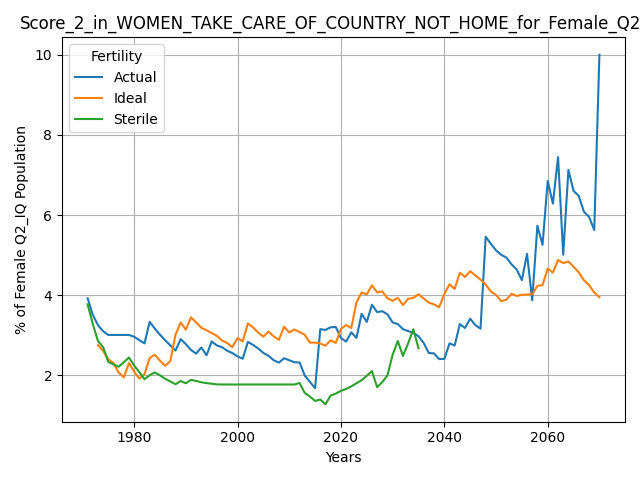 Score_2_in_WOMEN_TAKE_CARE_OF_COUNTRY_NOT_HOME_for_Female_Q2
Fertility
Actual
Ideal
Sterile
% of Female Q2_IQ Population
10
8
6
4
2
1980 2000 2020 2040 2060
Years